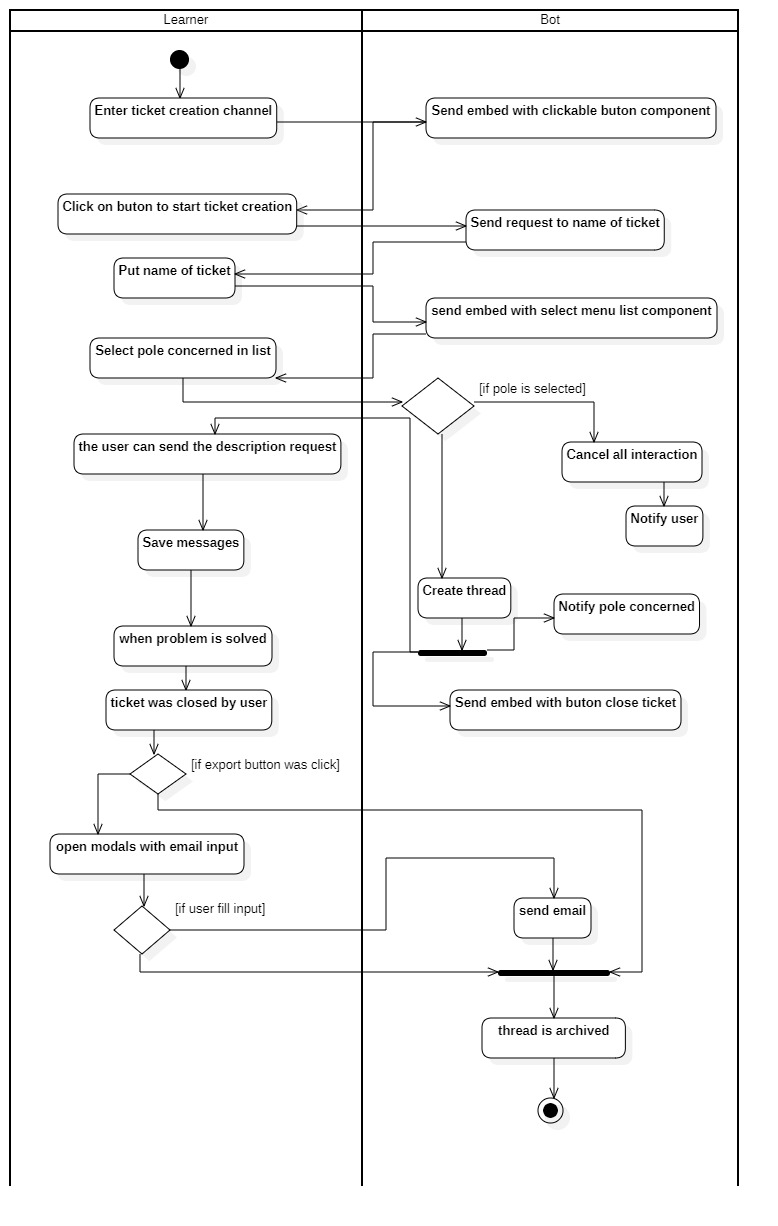 Learner
Bot
Enter ticket creation channel
Send embed with clickable buton component
Click on buton to start ticket creation
Send request to name of ticket
Put name of ticket
send embed with select menu list component
Select pole concerned in list
[if pole is selected]
the user can send the description request
Cancel all interaction
Notify user
Save messages
Create thread
Notify pole concerned
when problem is solved
ticket was closed by user
Send embed with buton close ticket
[if export button was click]
open modals with email input
[if user fill input]
send email
thread is archived